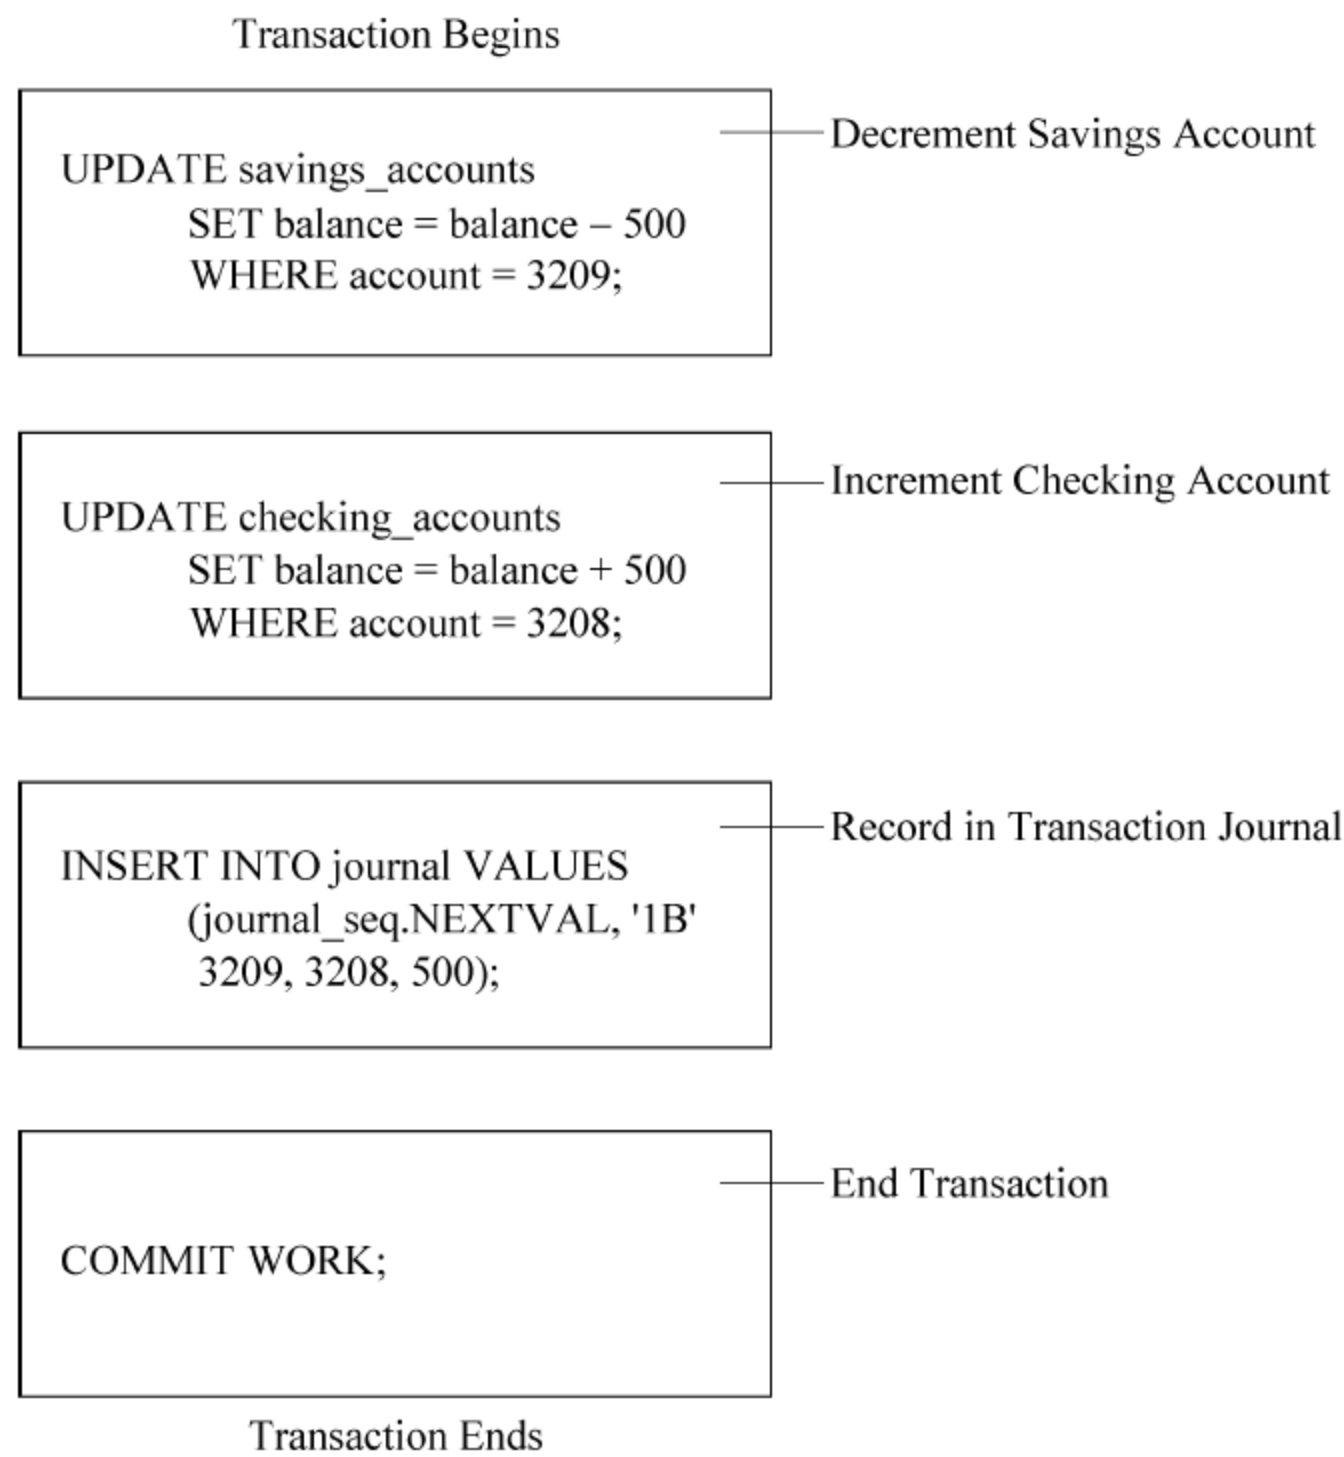 Transaction Begins
Decrement Savings Account
UPDATE savings_accounts
SET balance = balance – 500
WHERE account = 3209;
Increment Checking Account
UPDATE checking_accounts
SET balance = balance + 500
WHERE account = 3208;
Record in Transaction Journal
INSERT INTO journal VALUES
(journal_seq.NEXTVAL, '1B'
3209, 3208, 500);
End Transaction
COMMIT WORK;
Transaction Ends